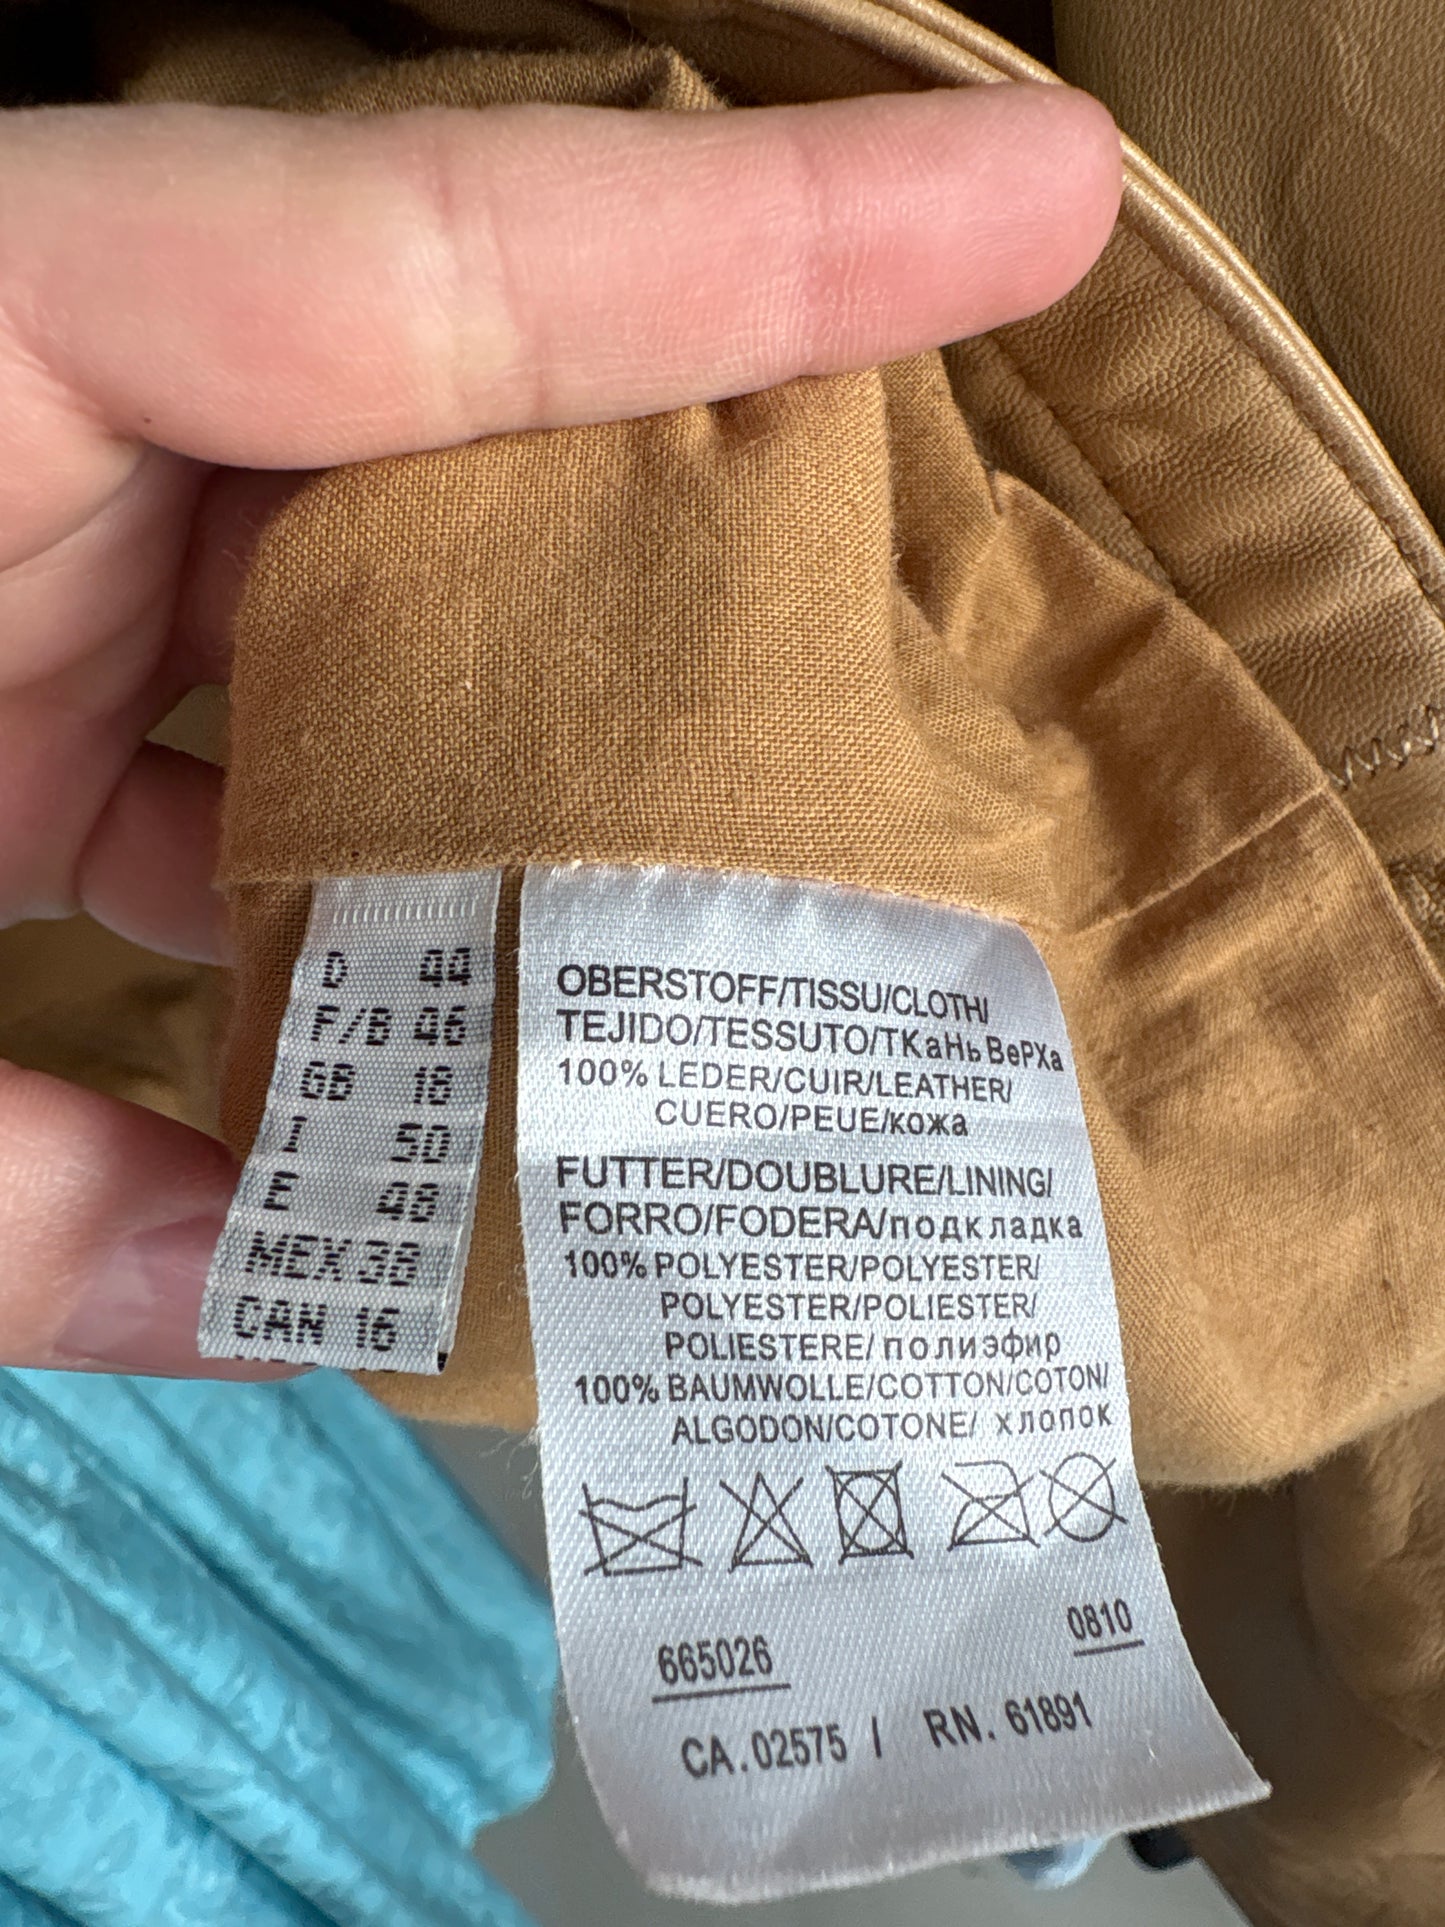 D 44
F/B 46
GB 18
I 50
E 48
MEX 38
CAN 16
OBERSTOFF/TISSU/CLOTH/
TEJIDO/TESSUTO/ТКаНЬ ВеРХа
100% LEDER/CUIR/LEATHER/
CUERO/PEUE/кожа
FUTTER/DOUBLURE/LINING/
FORRO/FODERA/подкладка
100% POLYESTER/POLYESTER/
POLYESTER/POLIESTER/
POLIESTERE/ полиэфир
100% BAUMWOLLE/COTTON/COTON/
ALGODON/COTONE/ хлопок
665026
0810
CA.02575 / RN. 61891